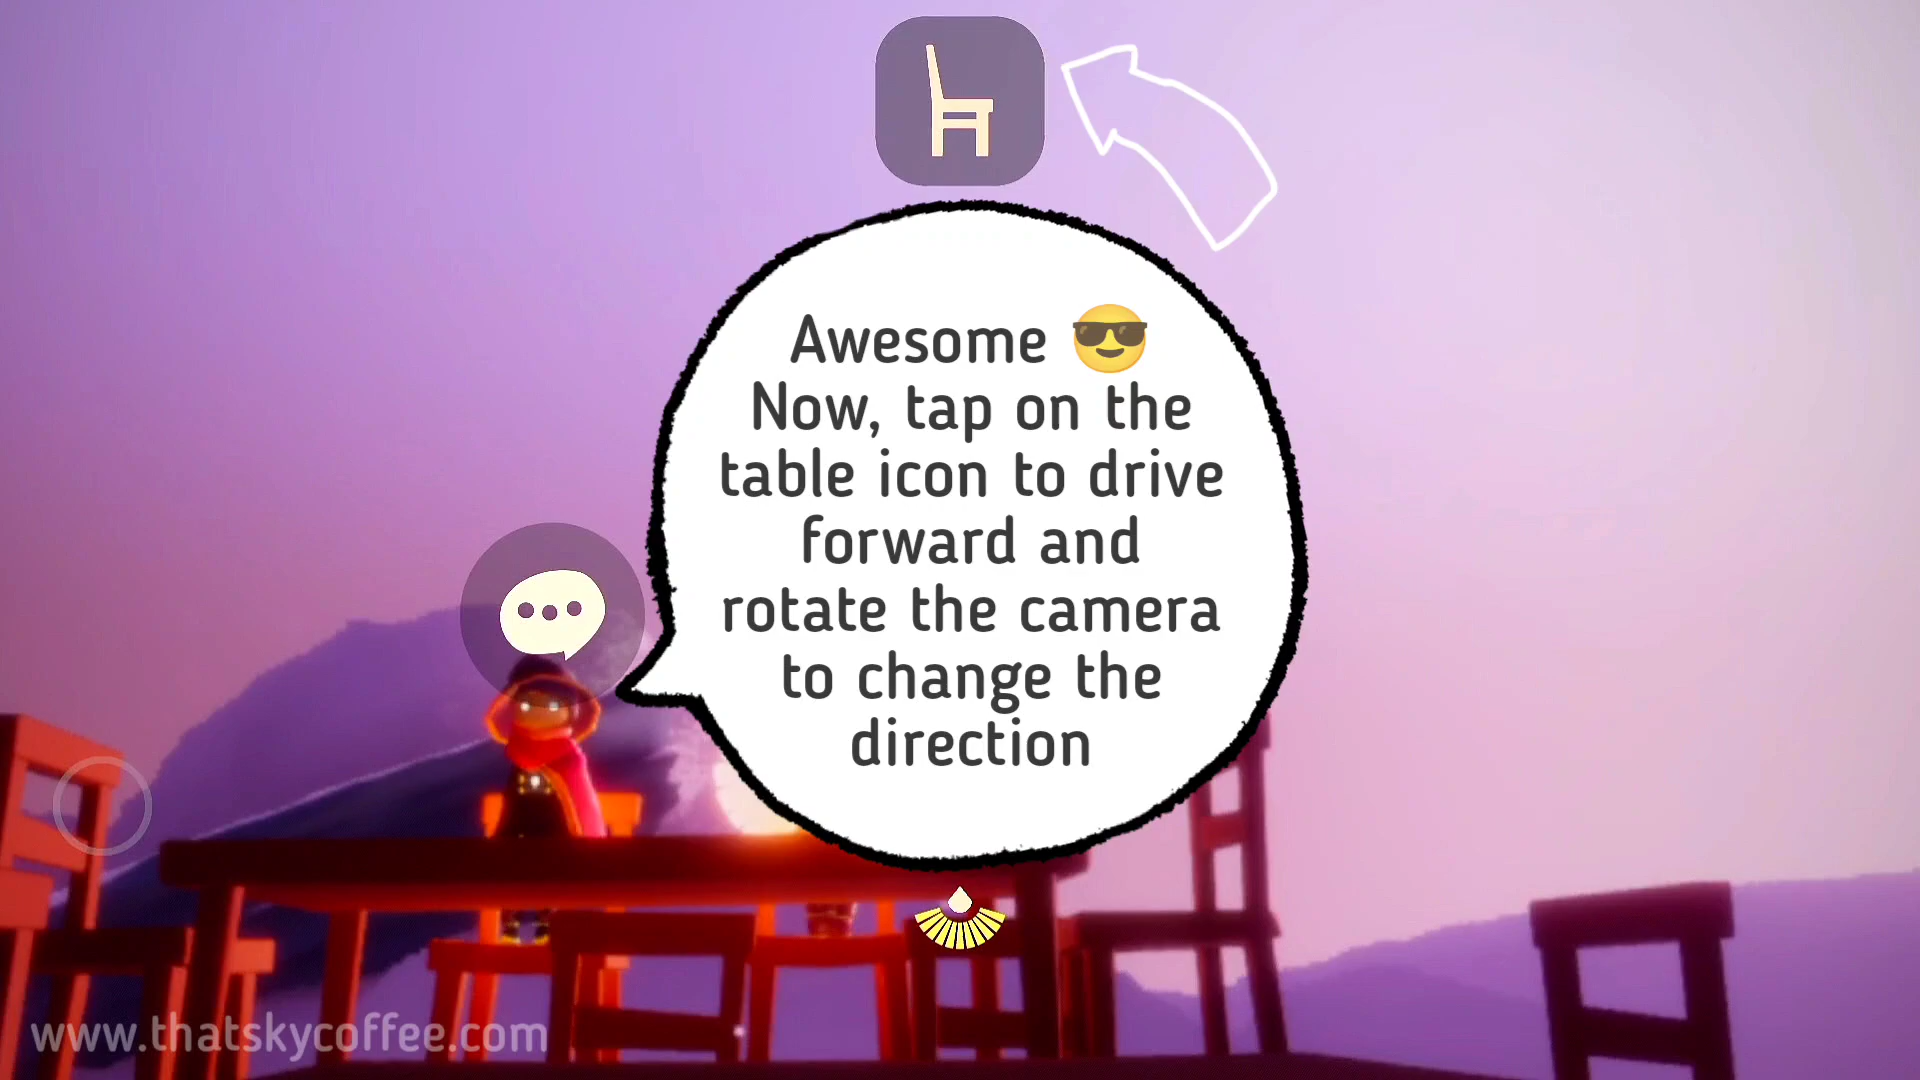 Awesome 😎
Now, tap on the
table icon to drive
forward and
rotate the camera
to change the
direction
www.thatskycoffee.com